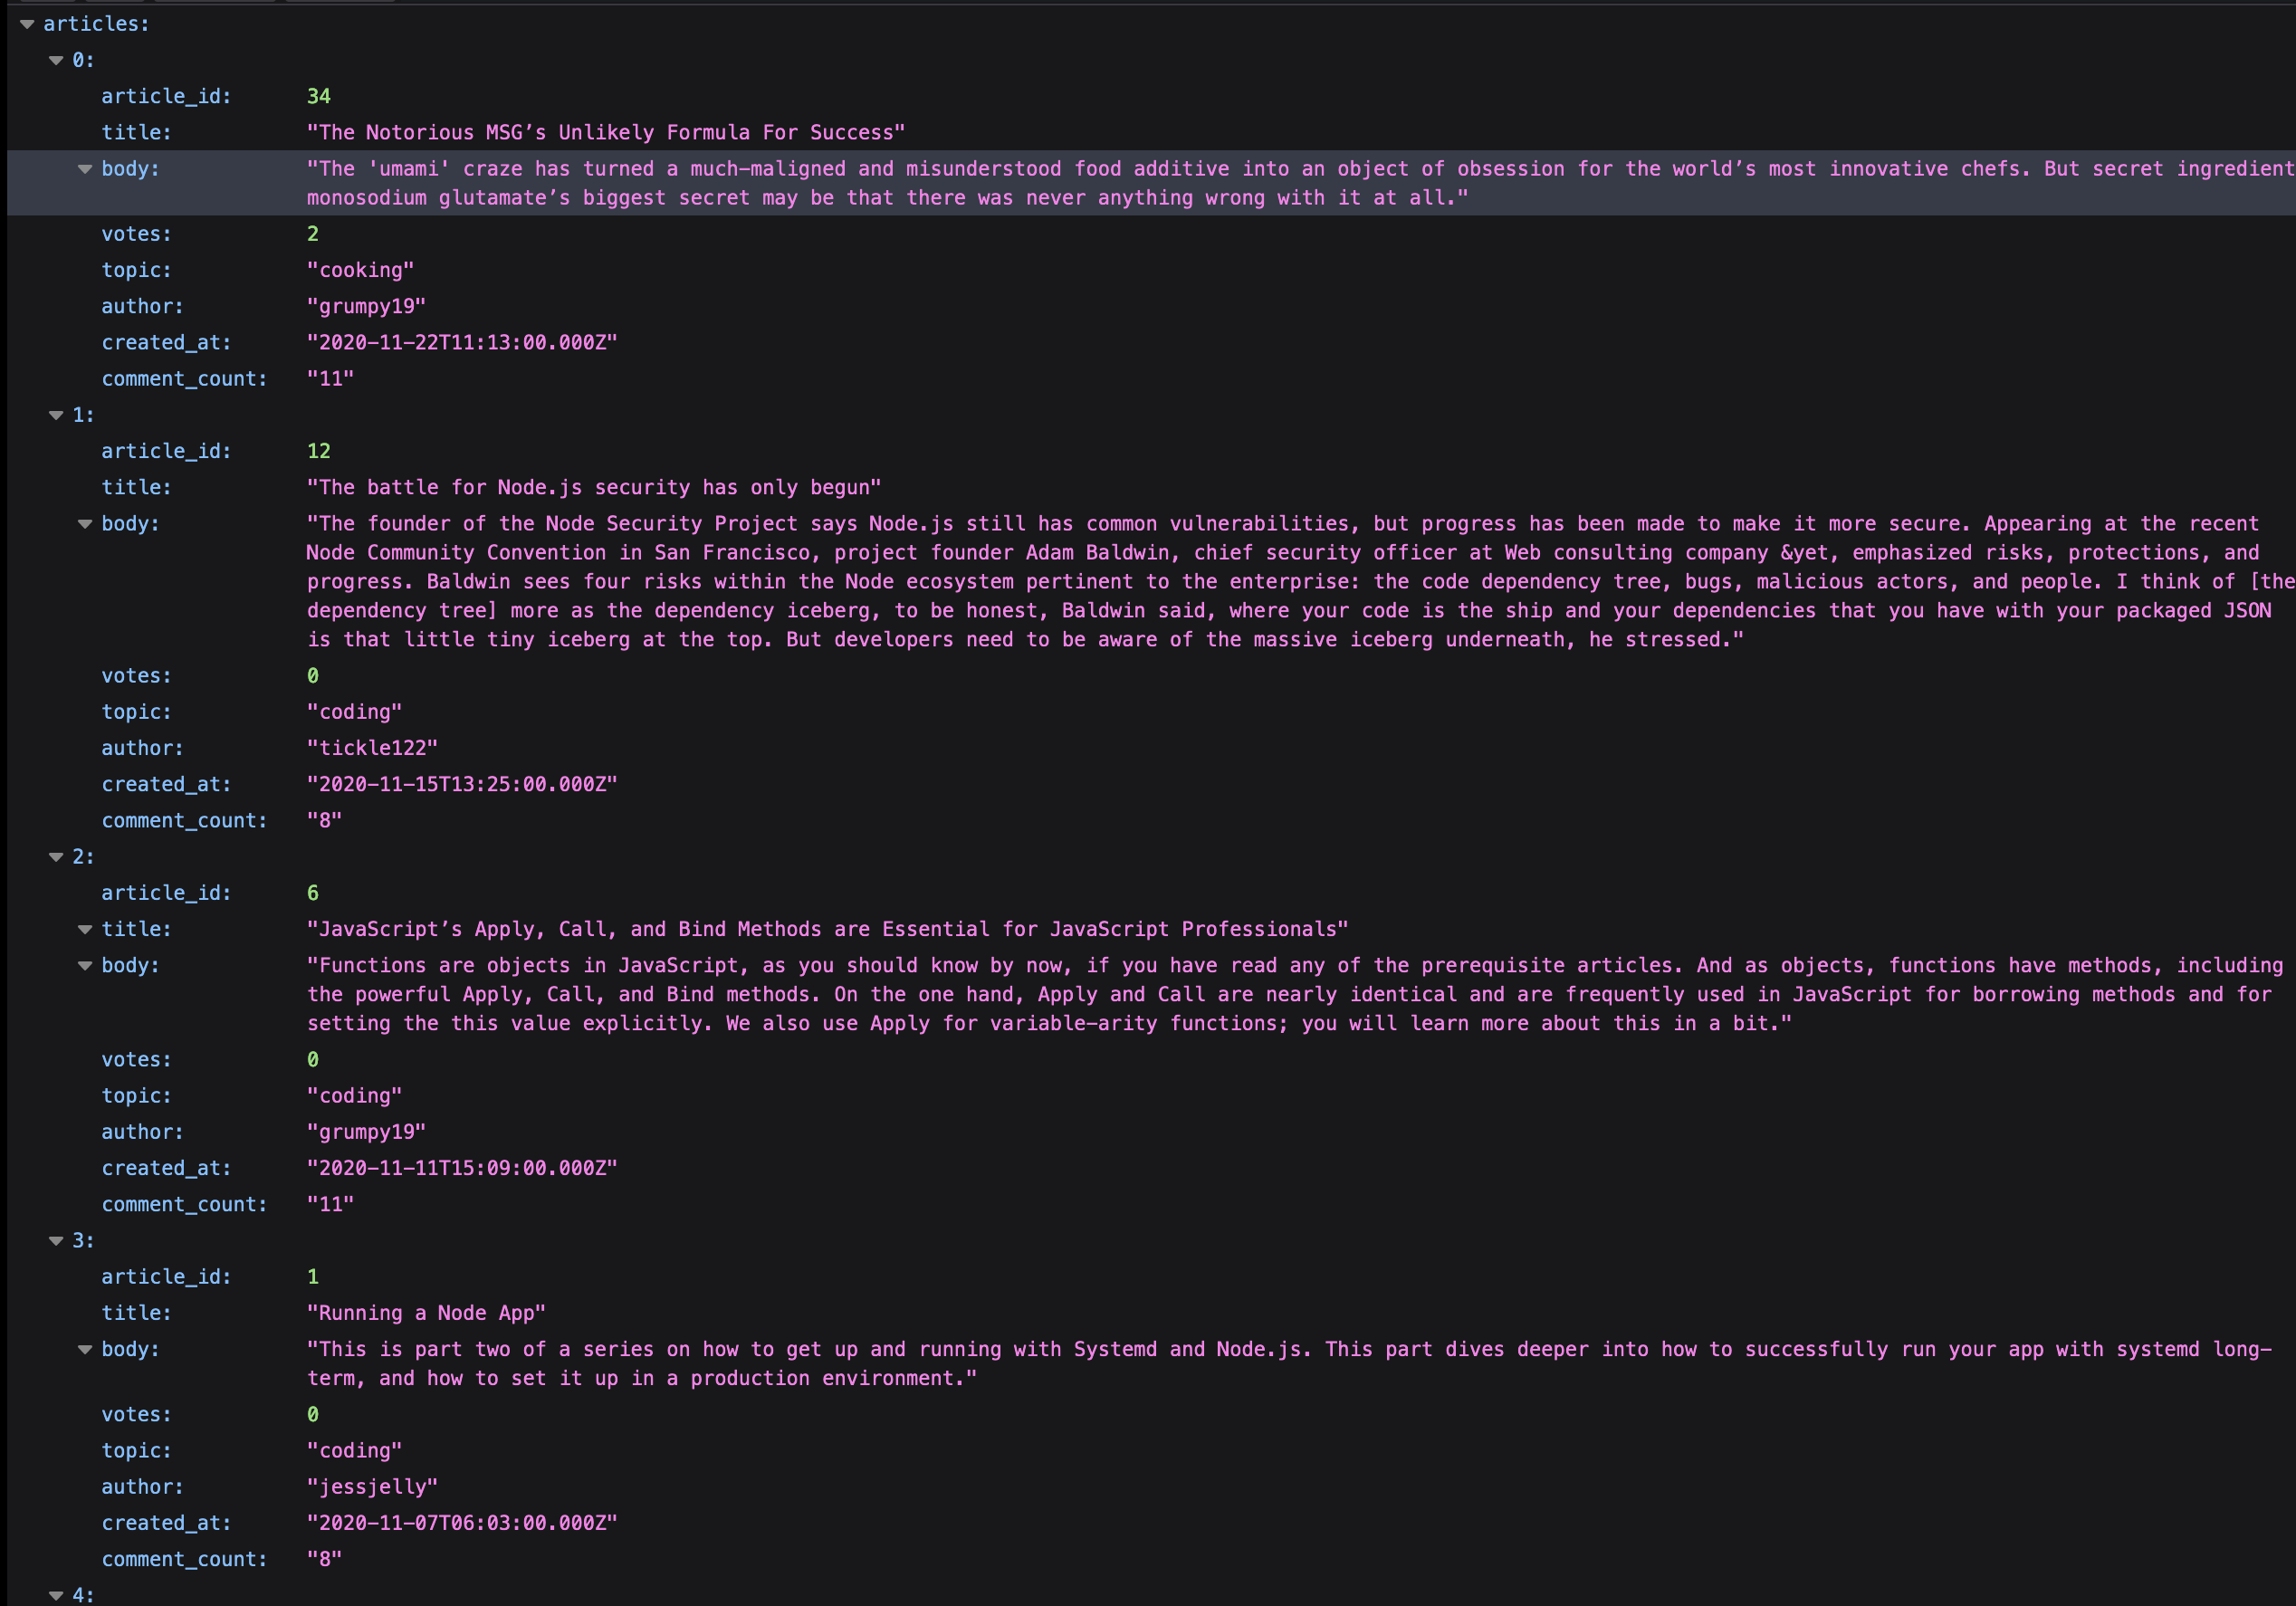 articles:
0:
article_id: 34
title: "The Notorious MSG’s Unlikely Formula For Success"
body: "The 'umami' craze has turned a much-maligned and misunderstood food additive into an object of obsession for the world’s most innovative chefs. But secret ingredient
monosodium glutamate’s biggest secret may be that there was never anything wrong with it at all."
votes: 2
topic: "cooking"
author: "grumpy19"
created_at: "2020-11-22T11:13:00.000Z"
comment_count: "11"
1:
article_id: 12
title: "The battle for Node.js security has only begun"
body: "The founder of the Node Security Project says Node.js still has common vulnerabilities, but progress has been made to make it more secure. Appearing at the recent
Node Community Convention in San Francisco, project founder Adam Baldwin, chief security officer at Web consulting company &yet, emphasized risks, protections, and
progress. Baldwin sees four risks within the Node ecosystem pertinent to the enterprise: the code dependency tree, bugs, malicious actors, and people. I think of [the
dependency tree] more as the dependency iceberg, to be honest, Baldwin said, where your code is the ship and your dependencies that you have with your packaged JSON
is that little tiny iceberg at the top. But developers need to be aware of the massive iceberg underneath, he stressed."
votes: 0
topic: "coding"
author: "tickle122"
created_at: "2020-11-15T13:25:00.000Z"
comment_count: "8"
2:
article_id: 6
title: "JavaScript’s Apply, Call, and Bind Methods are Essential for JavaScript Professionals"
body: "Functions are objects in JavaScript, as you should know by now, if you have read any of the prerequisite articles. And as objects, functions have methods, including
the powerful Apply, Call, and Bind methods. On the one hand, Apply and Call are nearly identical and are frequently used in JavaScript for borrowing methods and for
setting the this value explicitly. We also use Apply for variable-arity functions; you will learn more about this in a bit."
votes: 0
topic: "coding"
author: "grumpy19"
created_at: "2020-11-11T15:09:00.000Z"
comment_count: "11"
3:
article_id: 1
title: "Running a Node App"
body: "This is part two of a series on how to get up and running with Systemd and Node.js. This part dives deeper into how to successfully run your app with systemd long-
term, and how to set it up in a production environment."
votes: 0
topic: "coding"
author: "jessjelly"
created_at: "2020-11-07T06:03:00.000Z"
comment_count: "8"
4: